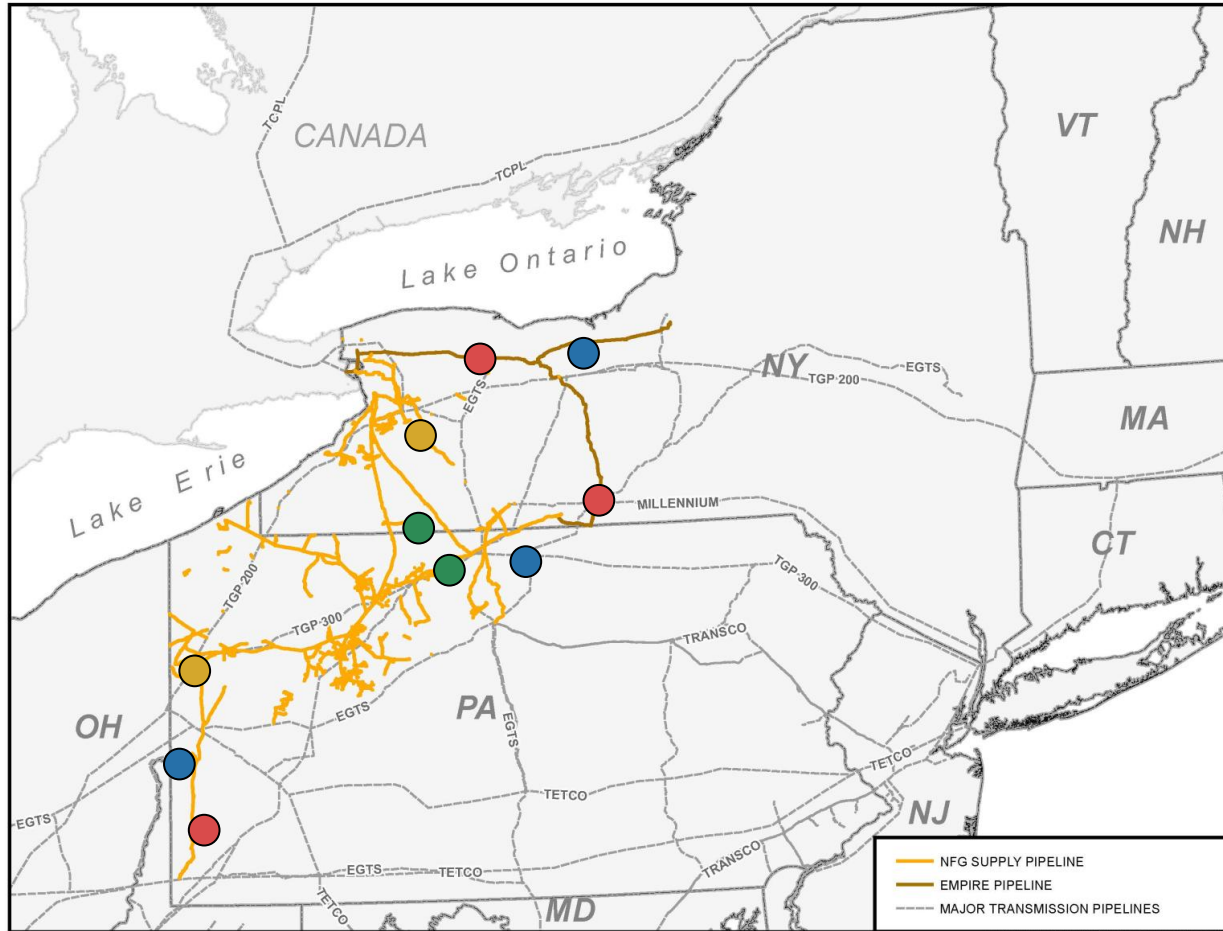 TCPL
CANADA
TCPL
TCPL
VT
NH
Lake Ontario
NY
EGTS
TGP 200
EGTS
MA
Lake Erie
MILLENNIUM
CT
TGP 200
TGP 300
TGP 300
TRANSCO
OH
EGTS
PA
EGTS
TETCO
TETCO
NJ
EGTS
TRANSCO
EGTS
TETCO
TETCO
MD
NFG SUPPLY PIPELINE
EMPIRE PIPELINE
MAJOR TRANSMISSION PIPELINES